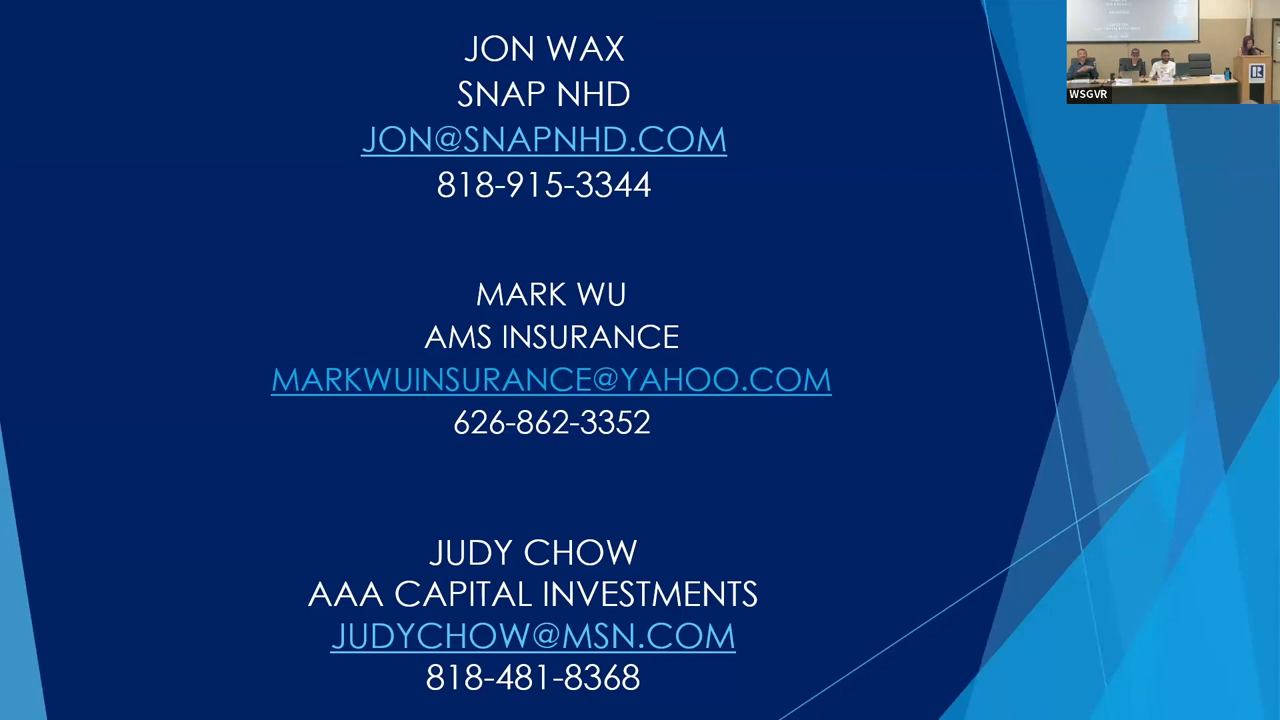 JON WAX
SNAP NHD
JON@SNAPNHD.COM
818-915-3344
MARK WU
AMS INSURANCE
MARKWUINSURANCE@YAHOO.COM
626-862-3352
JUDY CHOW
AAA CAPITAL INVESTMENTS
JUDYCHOW@MSN.COM
818-481-8368
WSGVR